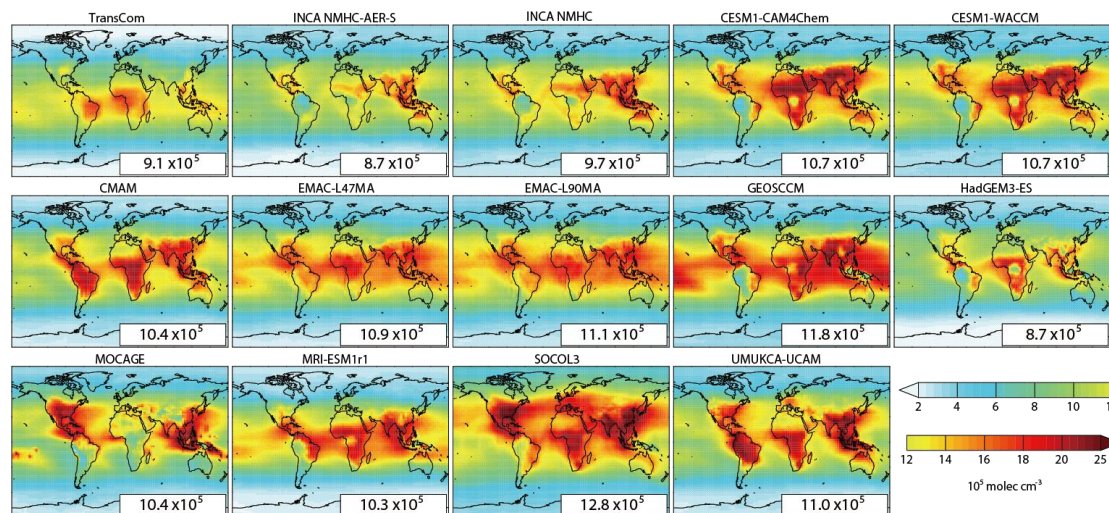 TransCom INCA NMHC-AER-S INCA NMHC CESM1-CAM4Chem CESM1-WACCM
9.1 x10⁵ 8.7 x10⁵ 9.7 x10⁵ 10.7 x10⁵ 10.7 x10⁵
CMAM EMAC-L47MA EMAC-L90MA GEOSCCM HadGEM3-ES
10.4 x10⁵ 10.9 x10⁵ 11.1 x10⁵ 11.8 x10⁵ 8.7 x10⁵
MOCAGE MRI-ESM1r1 SOCOL3 UMUKCA-UCAM
2 4 6 8 10
12 14 16 18 20 25
10⁵ molec cm⁻³
10.4 x10⁵ 10.3 x10⁵ 12.8 x10⁵ 11.0 x10⁵